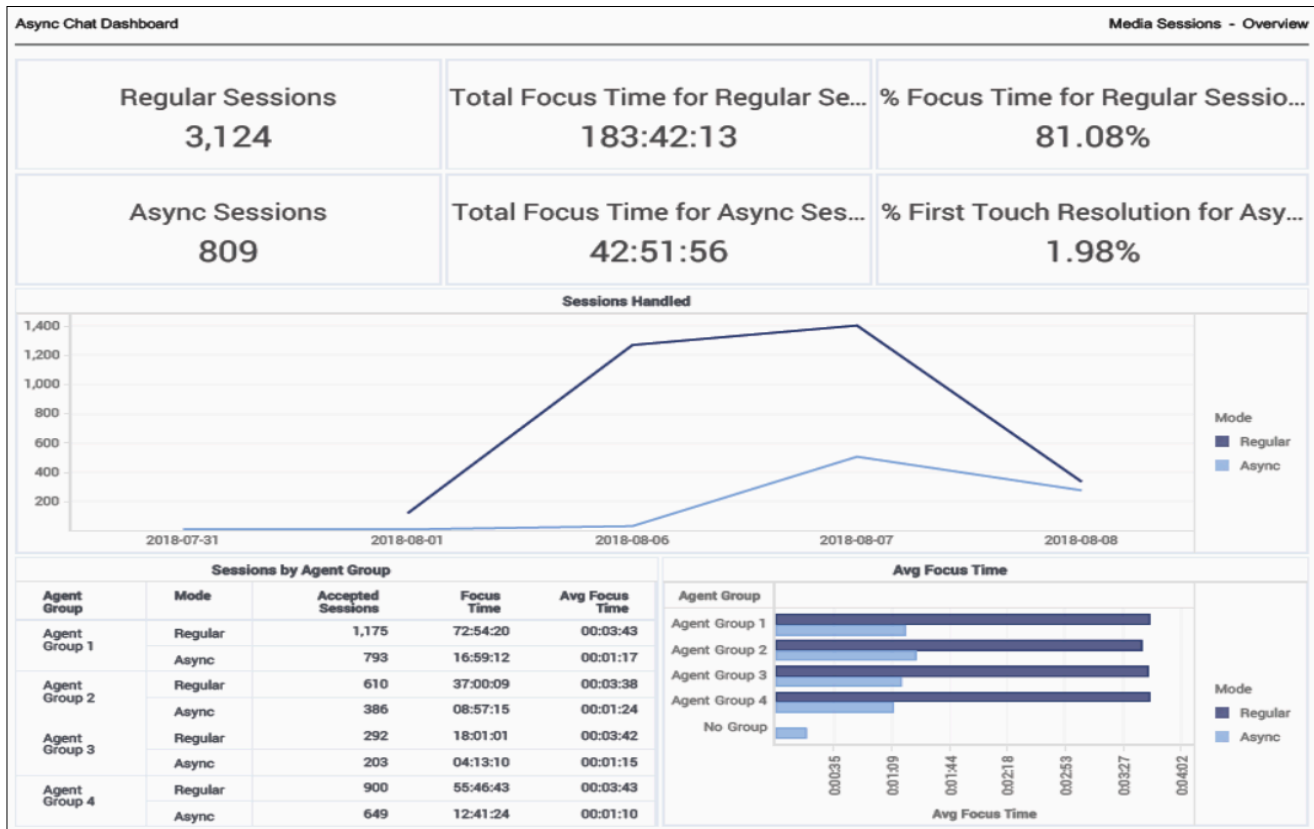 Async Chat Dashboard
Media Sessions - Overview
Regular Sessions
3,124
Total Focus Time for Regular Se...
183:42:13
% Focus Time for Regular Sessio...
81.08%
Async Sessions
809
Total Focus Time for Async Ses...
42:51:56
% First Touch Resolution for Asy...
1.98%
Sessions Handled
1,400
1,200
1,000
800
600
400
200
2018-07-31 2018-08-01 2018-08-06 2018-08-07 2018-08-08
Mode
Regular
Async
Sessions by Agent Group
Agent Group Mode Accepted Sessions Focus Time Avg Focus Time
Agent Group 1 Regular 1,175 72:54:20 00:03:43
Async 793 16:59:12 00:01:17
Agent Group 2 Regular 610 37:00:09 00:03:38
Async 386 08:57:15 00:01:24
Agent Group 3 Regular 292 18:01:01 00:03:42
Async 203 04:13:10 00:01:15
Agent Group 4 Regular 900 55:46:43 00:03:43
Async 649 12:41:24 00:01:10
Avg Focus Time
Agent Group
Agent Group 1
Agent Group 2
Agent Group 3
Agent Group 4
No Group
0:00:35 0:01:09 0:01:44 0:02:18 0:02:53 0:03:27 0:04:02
Avg Focus Time
Mode
Regular
Async